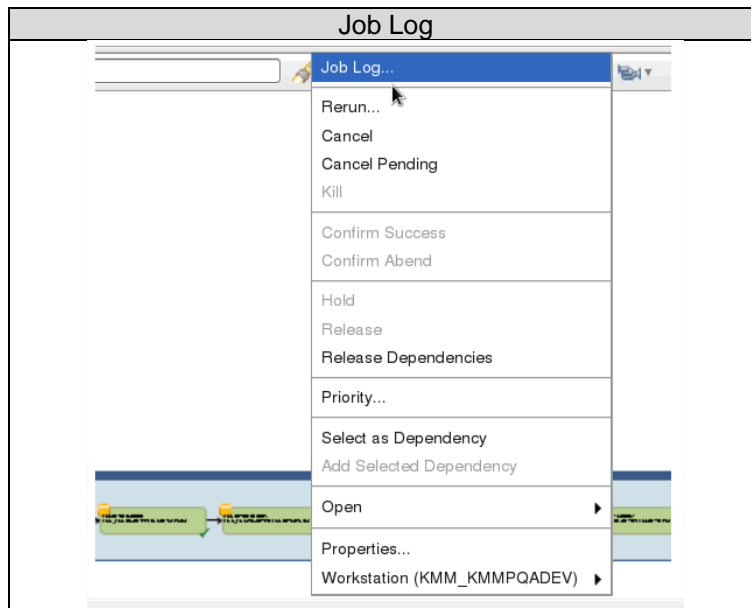 Job Log
Job Log...
Rerun...
Cancel
Cancel Pending
Kill
Confirm Success
Confirm Abend
Hold
Release
Release Dependencies
Priority...
Select as Dependency
Add Selected Dependency
Open
Properties...
Workstation (KMM_KMMPQADEV)